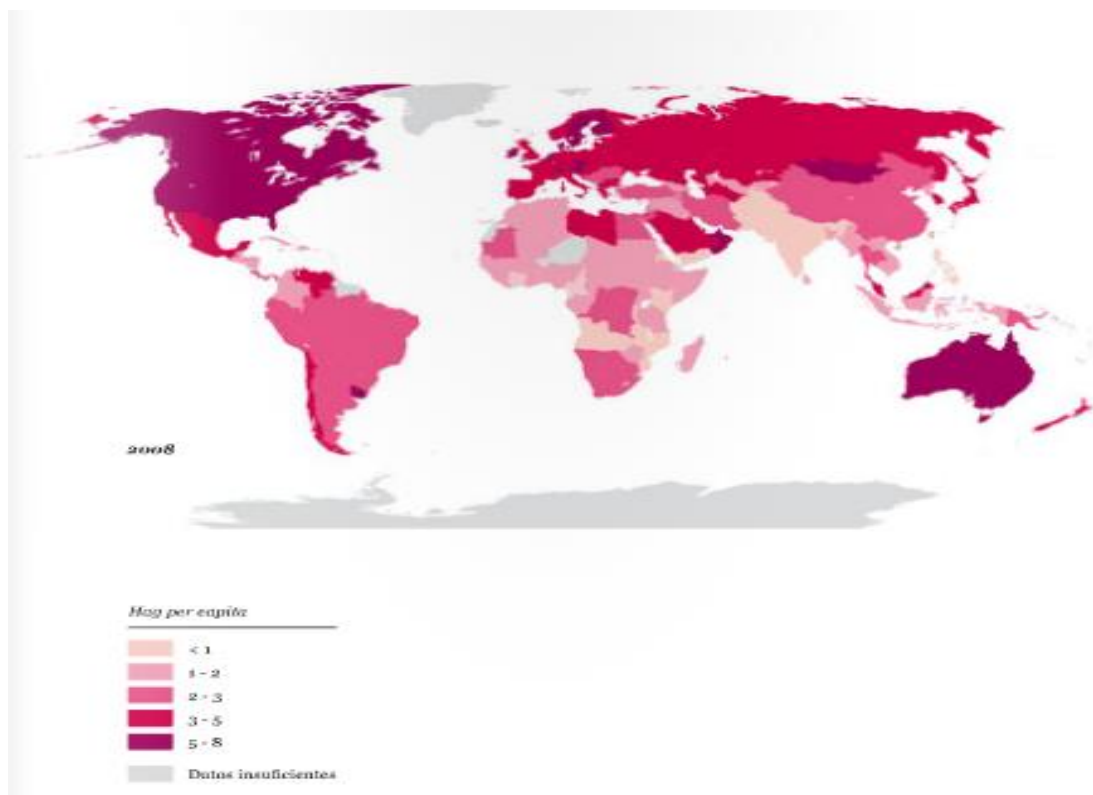 2008
Hag per capita
< 1
1 - 2
2 - 3
3 - 5
5 - 8
Datos insuficientes